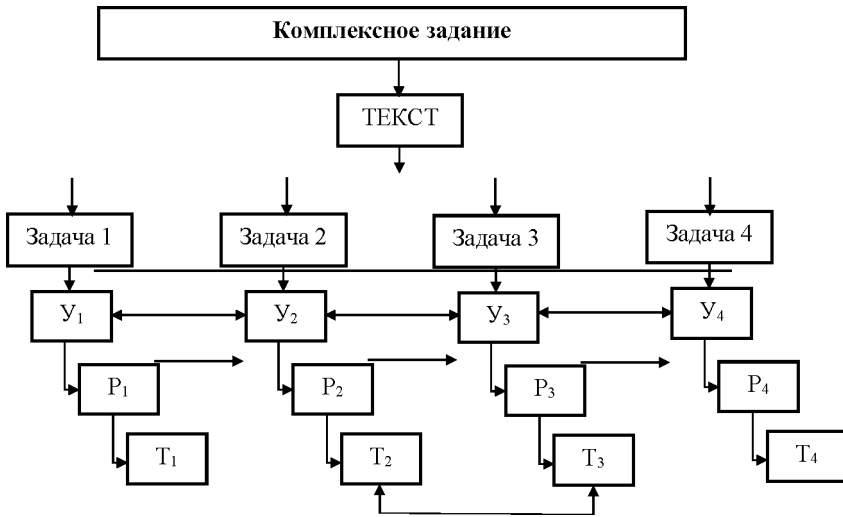 Комплексное задание
ТЕКСТ
Задача 1
Задача 2
Задача 3
Задача 4
У₁
У₂
У₃
У₄
Р₁
Р₂
Р₃
Р₄
Т₁
Т₂
Т₃
Т₄